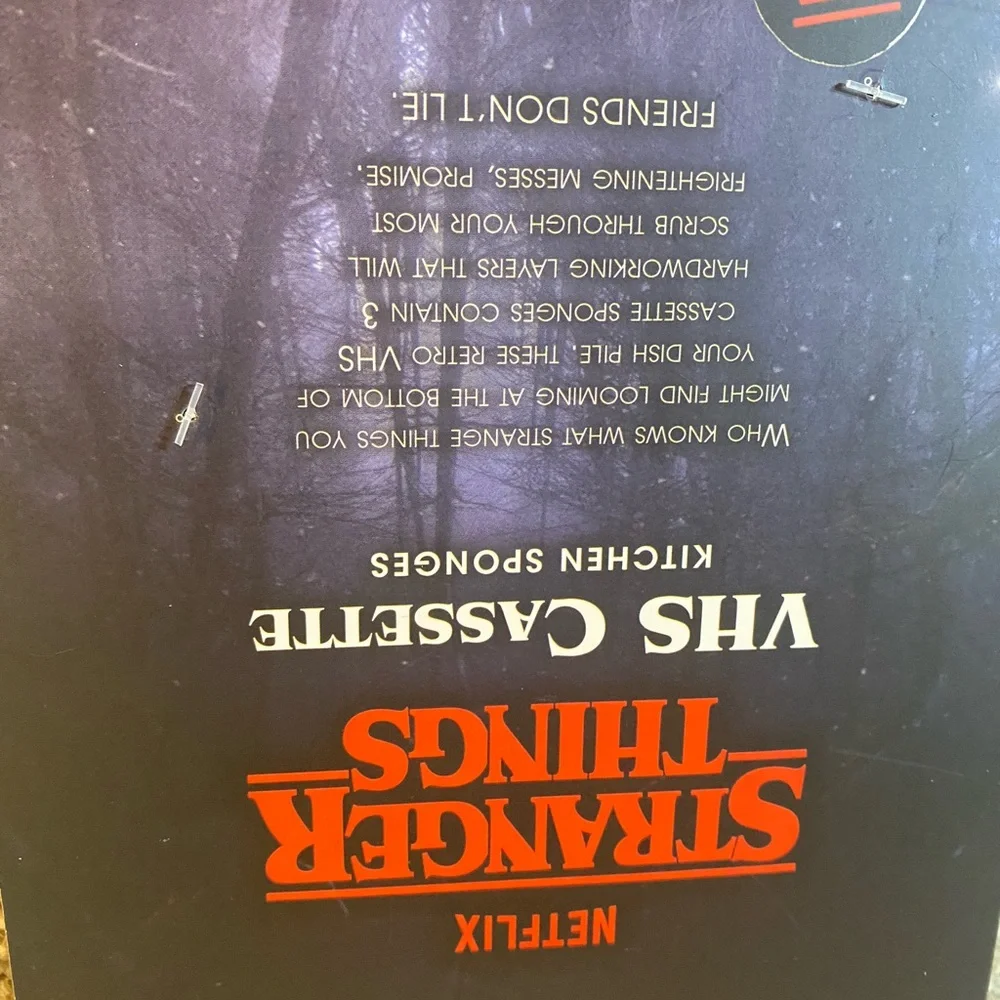 NETFLIX
STRANGER
THINGS
VHS CASSETTE
KITCHEN SPONGES
WHO KNOWS WHAT STRANGE THINGS YOU
MIGHT FIND LOOMING AT THE BOTTOM OF
YOUR DISH PILE. THESE RETRO VHS
CASSETTE SPONGES CONTAIN 3
HARDWORKING LAYERS THAT WILL
SCRUB THROUGH YOUR MOST
FRIGHTENING MESSES, PROMISE.
FRIENDS DON'T LIE.